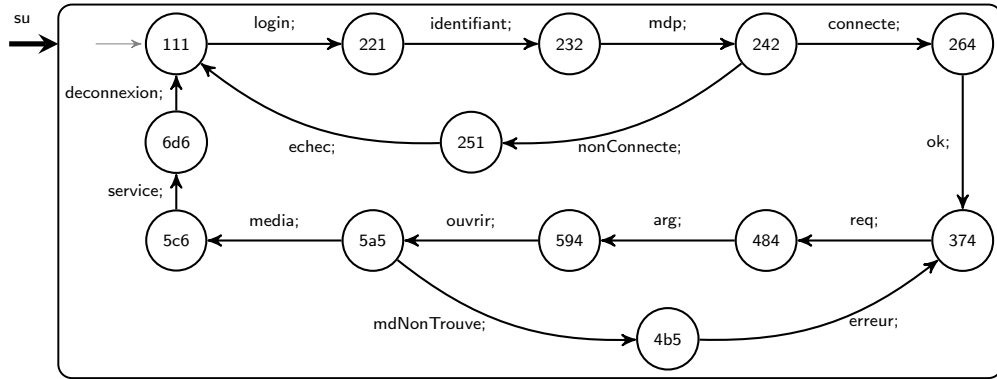 su
login;
identifiant;
mdp;
connecte;
111
221
232
242
264
deconnexion;
6d6
echec;
251
nonConnecte;
ok;
service;
media;
ouvrir;
arg;
req;
5c6
5a5
594
484
374
mdNonTrouve;
4b5
erreur;